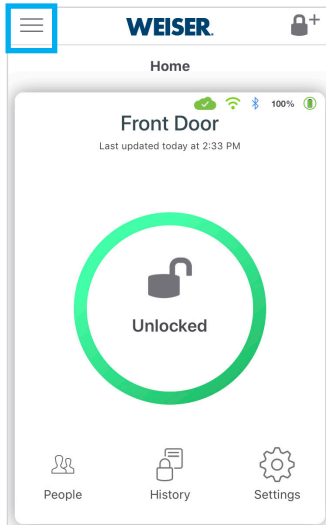 WEISER.
Home
100%
Front Door
Last updated today at 2:33 PM
Unlocked
People History Settings